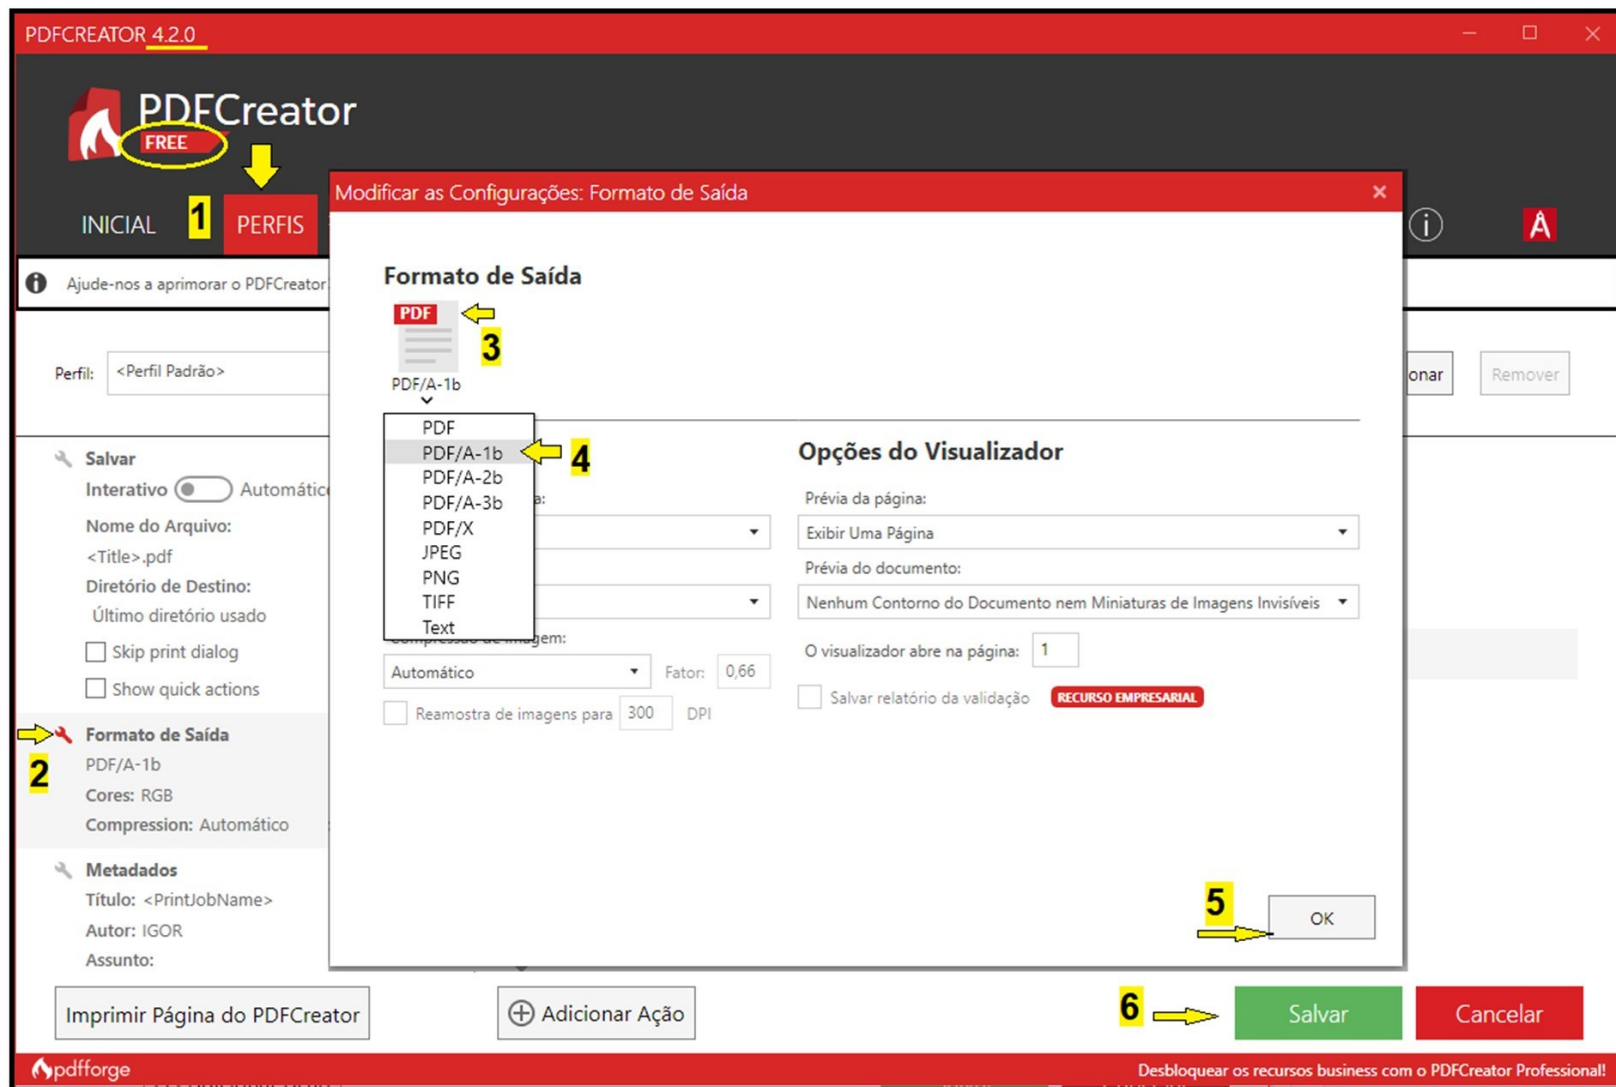 PDFCREATOR 4.2.0
PDFCreator
FREE
INICIAL
1
PERFIS
Modificar as Configurações: Formato de Saída
Ajude-nos a aprimorar o PDFCreator
Perfil:
<Perfil Padrão>
onar
Remover
Salvar
Interativo
Automático
Nome do Arquivo:
<Title>.pdf
Diretório de Destino:
Último diretório usado
Skip print dialog
Show quick actions
2
Formato de Saída
PDF/A-1b
Cores: RGB
Compression: Automático
Metadados
Título: <PrintJobName>
Autor: IGOR
Assunto:
Formato de Saída
PDF
3
PDF/A-1b
PDF
PDF/A-1b
4
PDF/A-2b
PDF/A-3b
PDF/X
JPEG
PNG
TIFF
Text
a:
Compressão de imagem:
Automático
Fator:
0,66
Reamostra de imagens para
300
DPI
Opções do Visualizador
Prévia da página:
Exibir Uma Página
Prévia do documento:
Nenhum Contorno do Documento nem Miniaturas de Imagens Invisíveis
O visualizador abre na página:
1
Salvar relatório da validação
RECURSO EMPRESARIAL
5
OK
Imprimir Página do PDFCreator
Adicionar Ação
6
Salvar
Cancelar
pdfforge
Desbloquear os recursos business com o PDFCreator Professional!